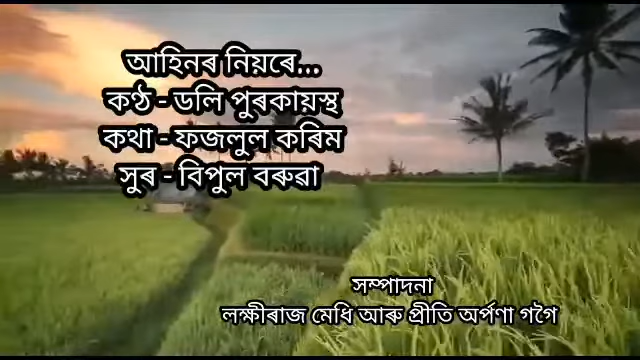 আহিনৰ নিয়ৰে...
কণ্ঠ - ডলি পুৰকায়স্থ
কথা - ফজলুল কৰিম
সুৰ - বিপুল বৰুৱা
সম্পাদনা
লক্ষীৰাজ মেধি আৰু প্ৰীতি অৰ্পণা গগৈ